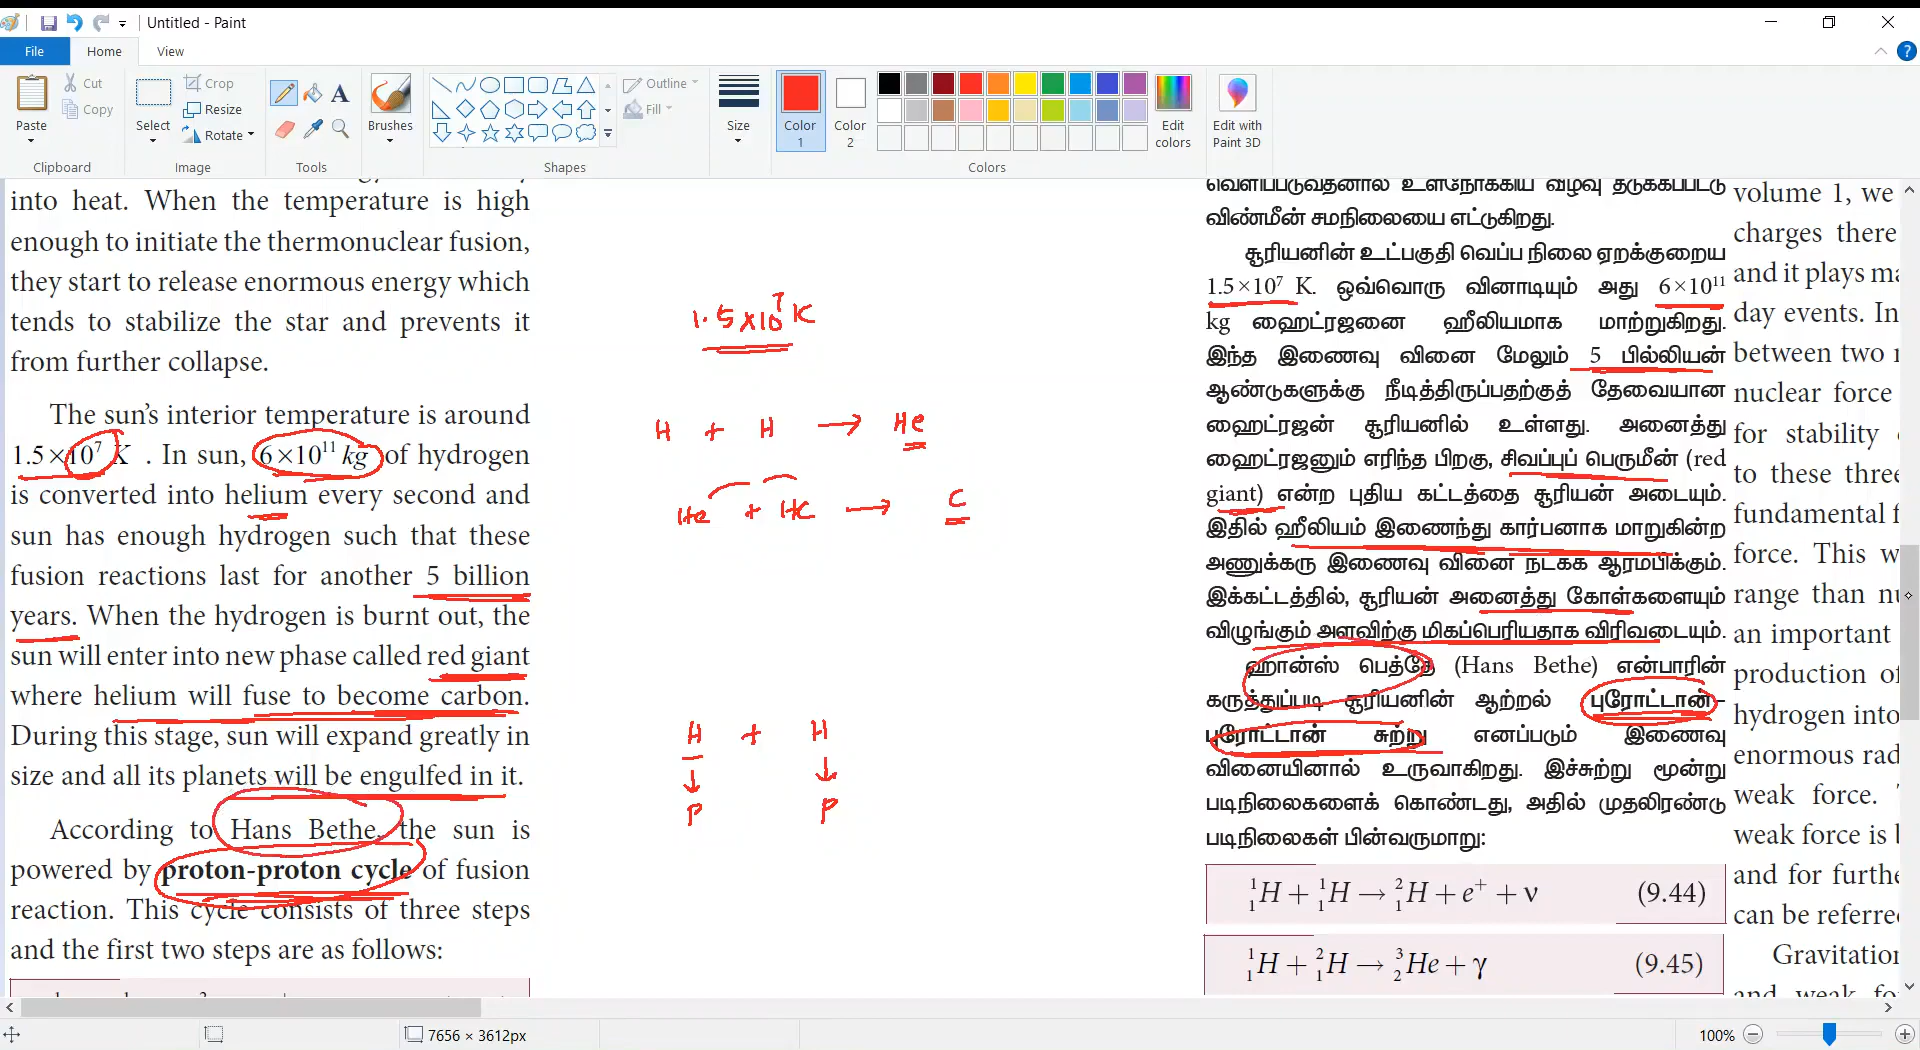 Untitled - Paint
File
Home
View
Paste
Cut
Copy
Clipboard
Select
Crop
Resize
Rotate
Image
Tools
Brushes
Shapes
Outline
Fill
Size
Color
1
Color
2
Colors
Edit
colors
Edit with
Paint 3D
into heat. When the temperature is high
enough to initiate the thermonuclear fusion,
they start to release enormous energy which
tends to stabilize the star and prevents it
from further collapse.
The sun’s interior temperature is around
1.5×10⁷ K . In sun, 6×10¹¹ kg of hydrogen
is converted into helium every second and
sun has enough hydrogen such that these
fusion reactions last for another 5 billion
years. When the hydrogen is burnt out, the
sun will enter into new phase called red giant
where helium will fuse to become carbon.
During this stage, sun will expand greatly in
size and all its planets will be engulfed in it.
According to Hans Bethe, the sun is
powered by proton-proton cycle of fusion
reaction. This cycle consists of three steps
and the first two steps are as follows:
1.5×10⁷ K
H + H → He
He + He → C
H + H
↓ ↓
P P
வெளிப்படுவதனால் உள்நோக்கிய வீழ்வு தடுக்கப்பட்டு
விண்மீன் சமநிலையை எட்டுகிறது.
சூரியனின் உட்பகுதி வெப்ப நிலை ஏறக்குறைய
1.5×10⁷ K. ஒவ்வொரு வினாடியும் அது 6×10¹¹
kg ஹைட்ரஜனை ஹீலியமாக மாற்றுகிறது.
இந்த இணைவு வினை மேலும் 5 பில்லியன்
ஆண்டுகளுக்கு நீடித்திருப்பதற்குத் தேவையான
ஹைட்ரஜன் சூரியனில் உள்ளது. அனைத்து
ஹைட்ரஜனும் எரிந்த பிறகு, சிவப்புப் பெருமீன் (red
giant) என்ற புதிய கட்டத்தை சூரியன் அடையும்.
இதில் ஹீலியம் இணைந்து கார்பனாக மாறுகின்ற
அணுக்கரு இணைவு வினை நடக்க ஆரம்பிக்கும்.
இக்கட்டத்தில், சூரியன் அனைத்து கோள்களையும்
விழுங்கும் அளவிற்கு மிகப்பெரியதாக விரிவடையும்.
ஹான்ஸ் பெத்தே (Hans Bethe) என்பாரின்
கருத்துப்படி சூரியனின் ஆற்றல் புரோட்டான்-
புரோட்டான் சுற்று எனப்படும் இணைவு
வினையினால் உருவாகிறது. இச்சுற்று மூன்று
படிநிலைகளைக் கொண்டது, அதில் முதலிரண்டு
படிநிலைகள் பின்வருமாறு:
¹₁H + ¹₁H → ²₁H + e⁺ + ν (9.44)
¹₁H + ²₁H → ³₂He + γ (9.45)
volume 1, we
charges there
and it plays ma
day events. In
between two
nuclear force
for stability
to these three
fundamental f
force. This w
range than nu
an important
production of
hydrogen into
enormous rad
weak force.
weak force is b
and for furthe
can be referre
Gravitation
and weak fo
7656 × 3612px
100%